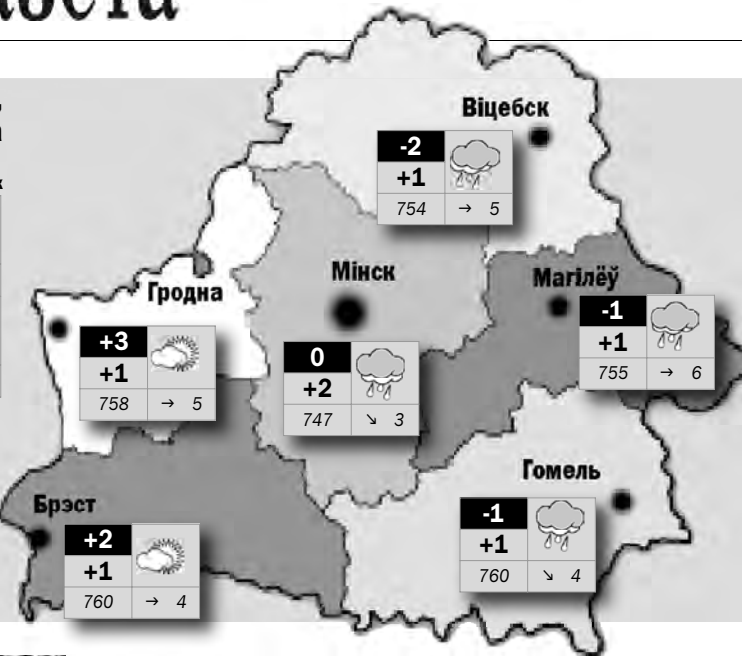 Віцебск
-2
+1
754 → 5
Мінск
0
+2
747 ↘ 3
Магілёў
-1
+1
755 → 6
Гродна
+3
+1
758 → 5
Гомель
-1
+1
760 ↘ 4
Брэст
+2
+1
760 → 4